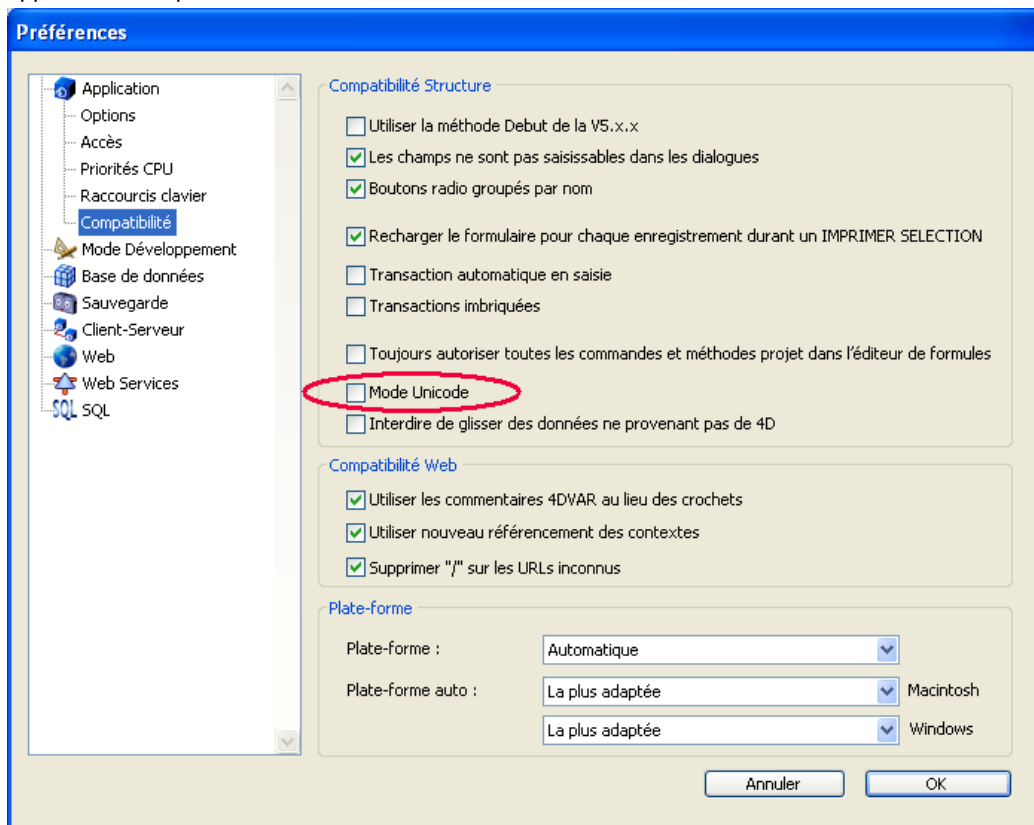 Préférences
Application
Options
Accès
Priorités CPU
Raccourcis clavier
Compatibilité
Mode Développement
Base de données
Sauvegarde
Client-Serveur
Web
Web Services
SQL SQL
Compatibilité Structure
Utiliser la méthode Debut de la V5.x.x
Les champs ne sont pas saisissables dans les dialogues
Boutons radio groupés par nom
Recharger le formulaire pour chaque enregistrement durant un IMPRIMER SELECTION
Transaction automatique en saisie
Transactions imbriquées
Toujours autoriser toutes les commandes et méthodes projet dans l'éditeur de formules
Mode Unicode
Interdire de glisser des données ne provenant pas de 4D
Compatibilité Web
Utiliser les commentaires 4DVAR au lieu des crochets
Utiliser nouveau référencement des contextes
Supprimer "/" sur les URLs inconnus
Plate-forme
Plate-forme : Automatique
Plate-forme auto : La plus adaptée Macintosh
La plus adaptée Windows
Annuler OK